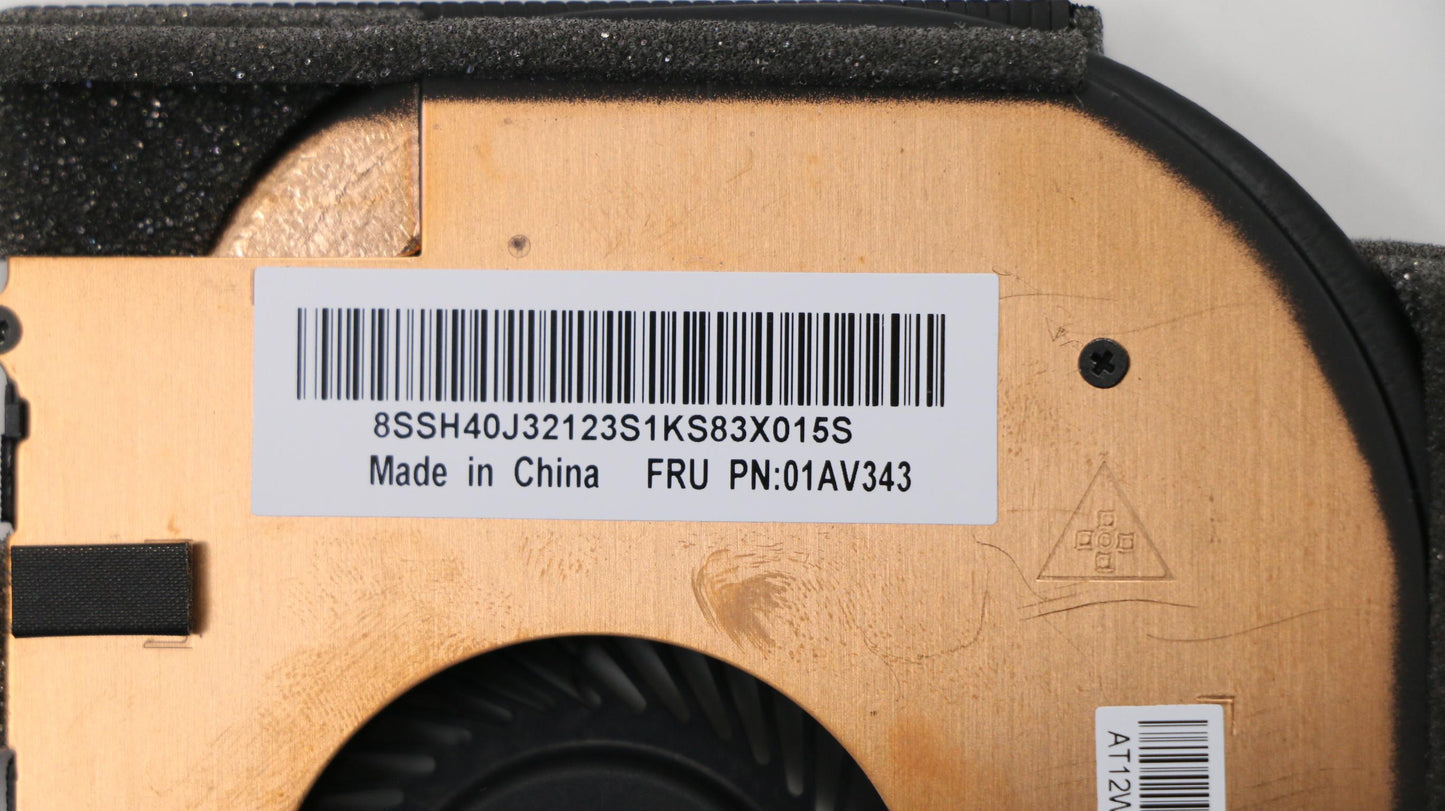 8SSH40J32123S1KS83X015S
Made in China FRU PN:01AV343